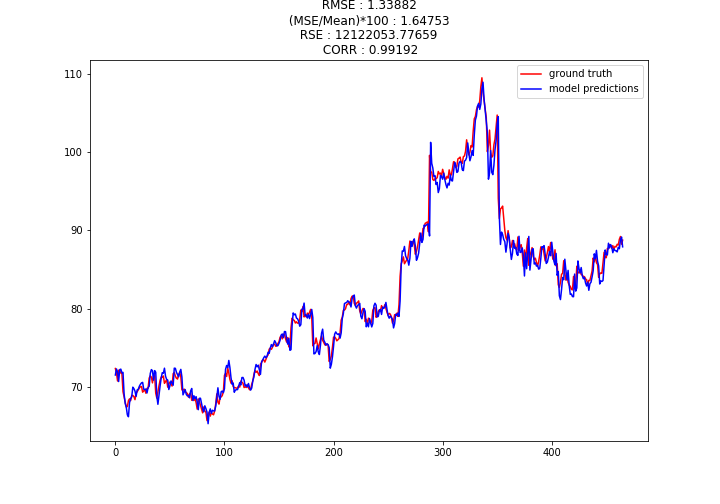 RMSE : 1.33882
(MSE/Mean)*100 : 1.64753
RSE : 12122053.77659
CORR : 0.99192
ground truth
model predictions
110
100
90
80
70
0
100
200
300
400